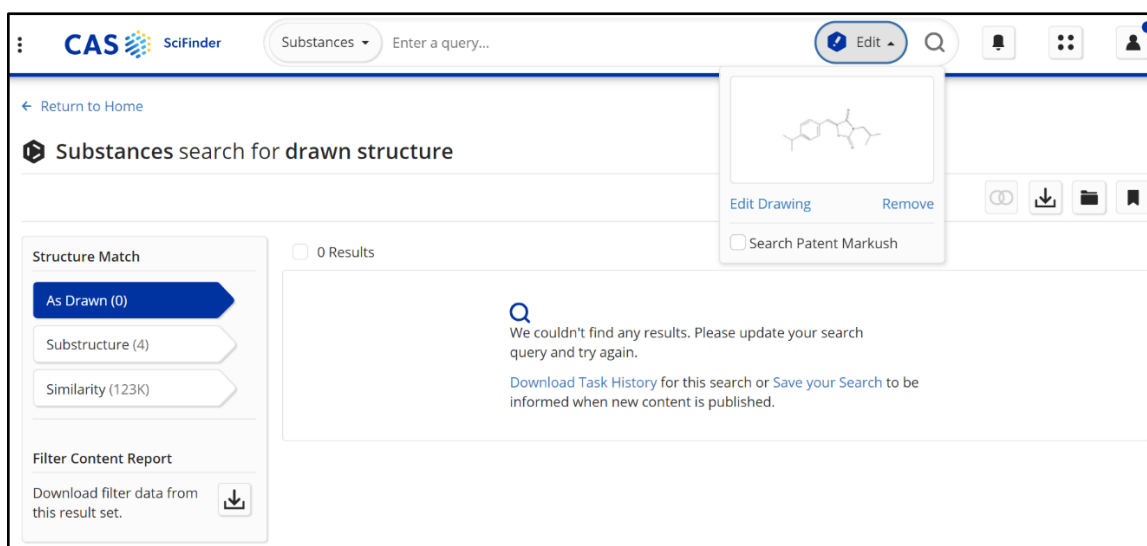 CAS SciFinder
Substances
Enter a query...
Edit
Return to Home
Substances search for drawn structure
Edit Drawing
Remove
Search Patent Markush
Structure Match
As Drawn (0)
Substructure (4)
Similarity (123K)
Filter Content Report
Download filter data from
this result set.
0 Results
We couldn't find any results. Please update your search
query and try again.
Download Task History for this search or Save your Search to be
informed when new content is published.